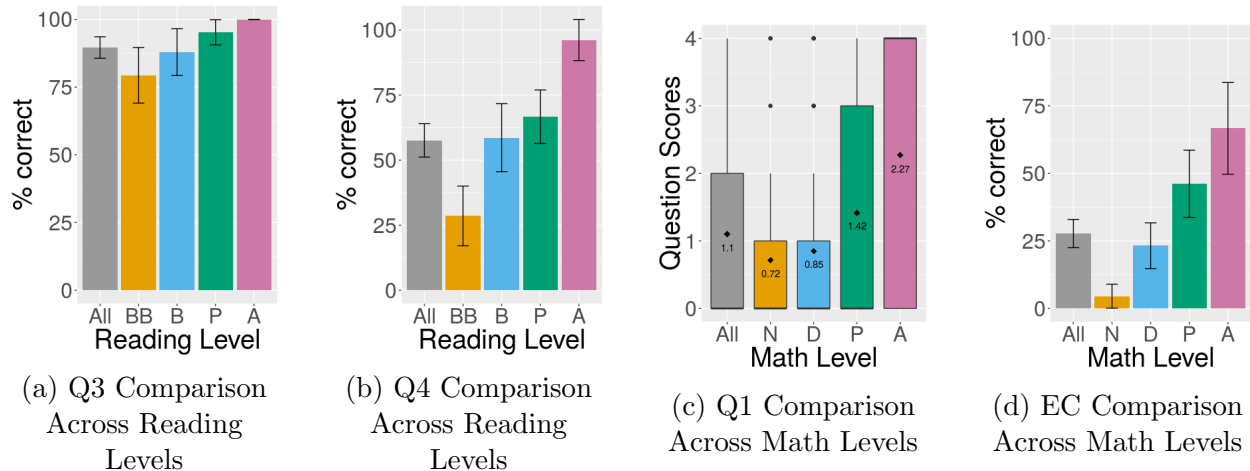 100
75
50
25
0
% correct
All BB B P A
Reading Level
(a) Q3 Comparison
Across Reading
Levels
100
75
50
25
0
% correct
All BB B P A
Reading Level
(b) Q4 Comparison
Across Reading
Levels
4
3
2
1
0
Question Scores
1.1
0.72
0.85
1.42
2.27
All N D P A
Math Level
(c) Q1 Comparison
Across Math Levels
100
75
50
25
0
% correct
All N D P A
Math Level
(d) EC Comparison
Across Math Levels